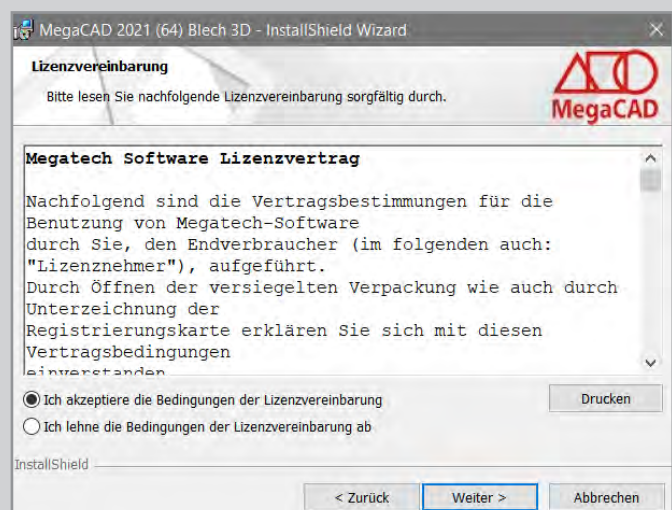 MegaCAD 2021 (64) Blech 3D - InstallShield Wizard
Lizenzvereinbarung
Bitte lesen Sie nachfolgende Lizenzvereinbarung sorgfältig durch.
MegaCAD
Megatech Software Lizenzvertrag
Nachfolgend sind die Vertragsbestimmungen für die
Benutzung von Megatech-Software
durch Sie, den Endverbraucher (im folgenden auch:
"Lizenznehmer"), aufgeführt.
Durch Öffnen der versiegelten Verpackung wie auch durch
Unterzeichnung der
Registrierungskarte erklären Sie sich mit diesen
Vertragsbedingungen
einverstanden
Ich akzeptiere die Bedingungen der Lizenzvereinbarung
Drucken
Ich lehne die Bedingungen der Lizenzvereinbarung ab
InstallShield
< Zurück
Weiter >
Abbrechen